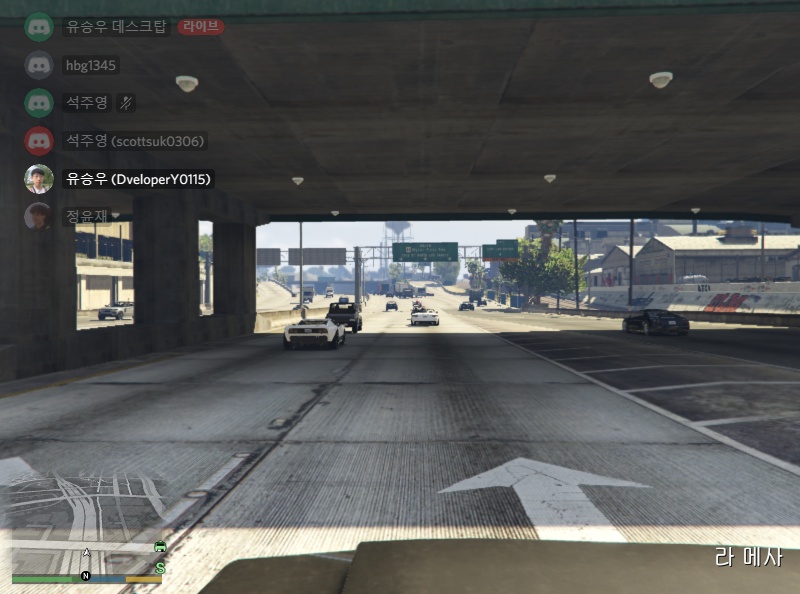 유승우 데스크탑 라이브
hbg1345
석주영
석주영 (scottsuk0306)
유승우 (DveloperY0115)
정윤재
라 메사
N
S